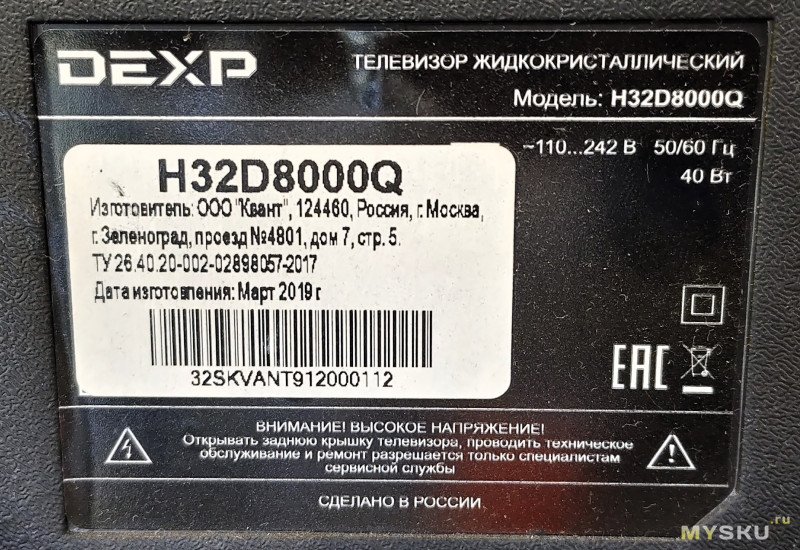 DEXP
ТЕЛЕВИЗОР ЖИДКОКРИСТАЛЛИЧЕСКИЙ
Модель: H32D8000Q
~110...242 В 50/60 Гц
40 Вт
H32D8000Q
Изготовитель: ООО "Квант", 124460, Россия, г. Москва,
г. Зеленоград, проезд №4801, дом 7, стр. 5.
ТУ 26.40.20-002-02898057-2017
Дата изготовления: Март 2019 г
32SKVANT912000112
EAC
ВНИМАНИЕ! ВЫСОКОЕ НАПРЯЖЕНИЕ!
Открывать заднюю крышку телевизора, проводить техническое
обслуживание и ремонт разрешается только специалистам
сервисной службы
СДЕЛАНО В РОССИИ
MYSKU.ru